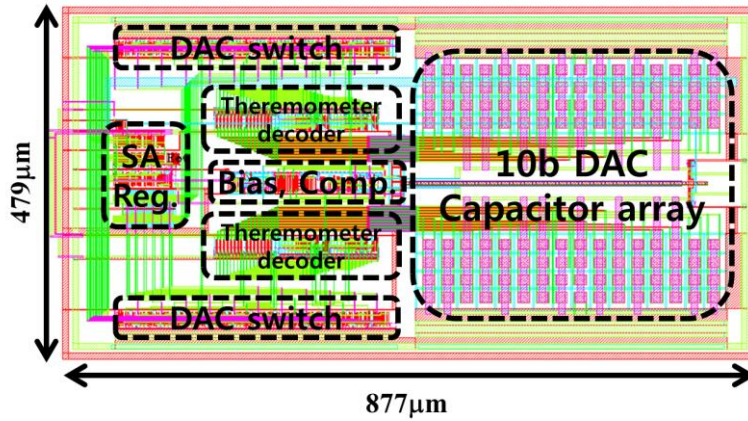 DAC switch
Theremometer
decoder
SA
Reg.
Bias, Comp.
10b DAC
Capacitor array
Theremometer
decoder
DAC switch
479μm
877μm